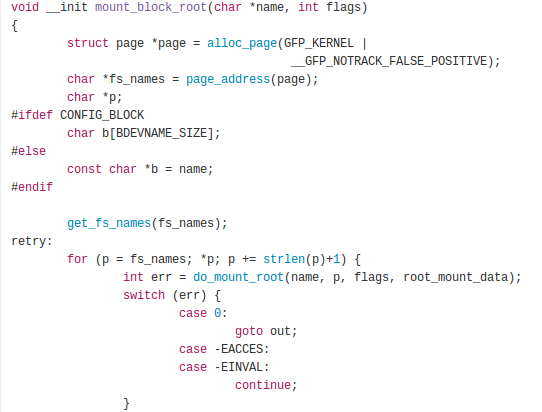 void __init mount_block_root(char *name, int flags)
{
        struct page *page = alloc_page(GFP_KERNEL |
                                        __GFP_NOTRACK_FALSE_POSITIVE);
        char *fs_names = page_address(page);
        char *p;
#ifdef CONFIG_BLOCK
        char b[BDEVNAME_SIZE];
#else
        const char *b = name;
#endif

        get_fs_names(fs_names);
retry:
        for (p = fs_names; *p; p += strlen(p)+1) {
                int err = do_mount_root(name, p, flags, root_mount_data);
                switch (err) {
                        case 0:
                                goto out;
                        case -EACCES:
                        case -EINVAL:
                                continue;
                }